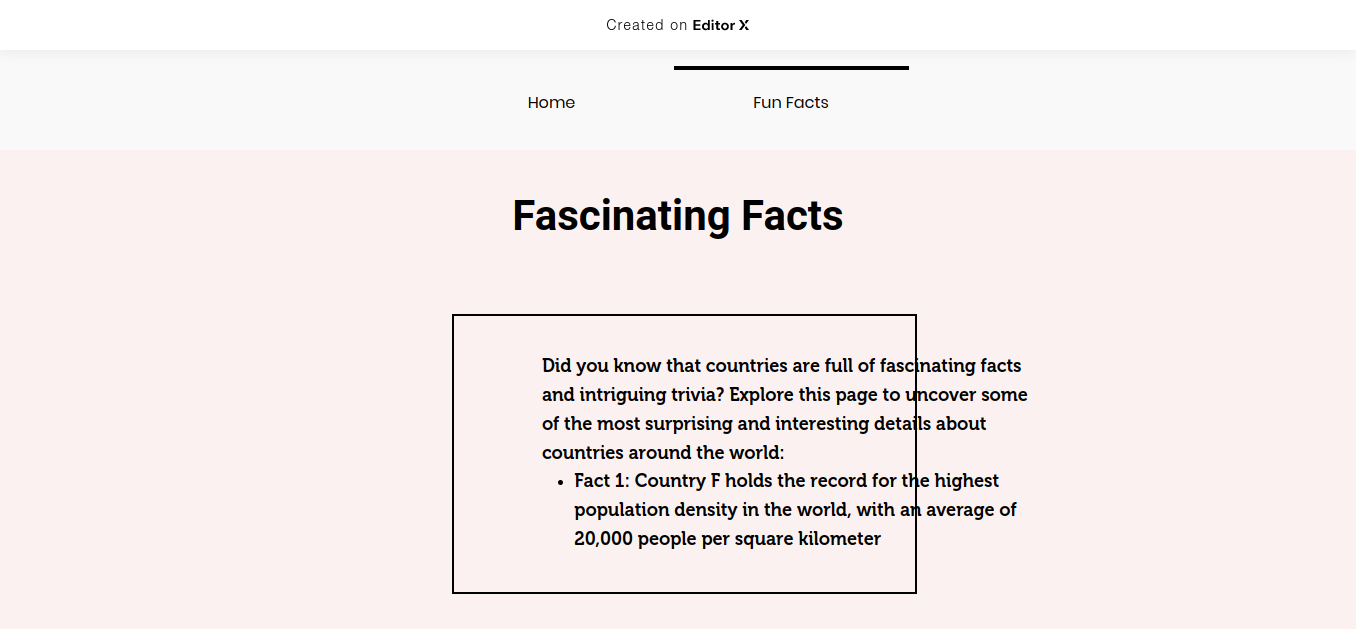 Created on Editor X
Home
Fun Facts
Fascinating Facts
Did you know that countries are full of fascinating facts
and intriguing trivia? Explore this page to uncover some
of the most surprising and interesting details about
countries around the world:
• Fact 1: Country F holds the record for the highest
population density in the world, with an average of
20,000 people per square kilometer